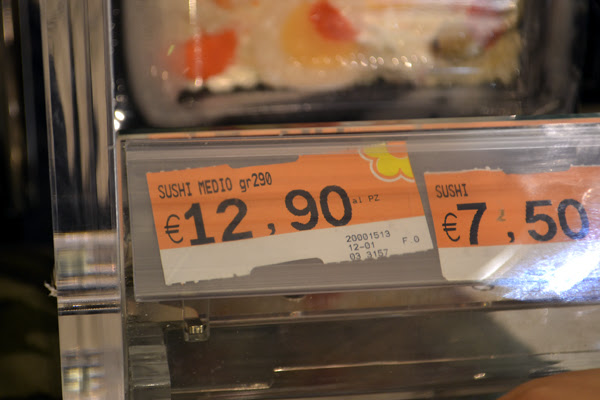 SUSHI MEDIO gr290
€12,90 al PZ
20001513
12-01 F 0
03 3157
SUSHI
€7,50